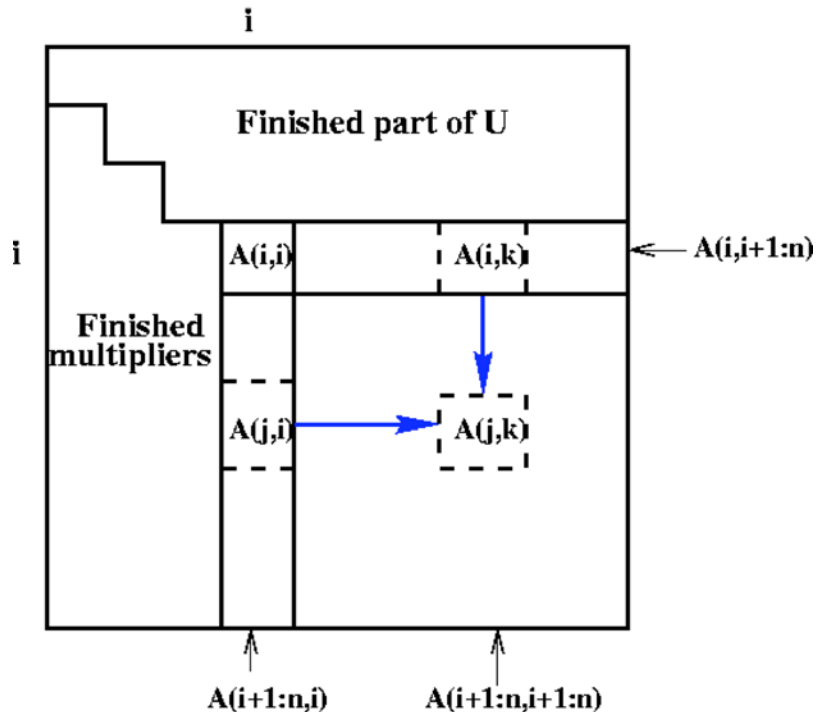 i
Finished part of U
i
A(i,i)
A(i,k)
A(i,i+1:n)
Finished
multipliers
A(j,i)
A(j,k)
A(i+1:n,i)
A(i+1:n,i+1:n)